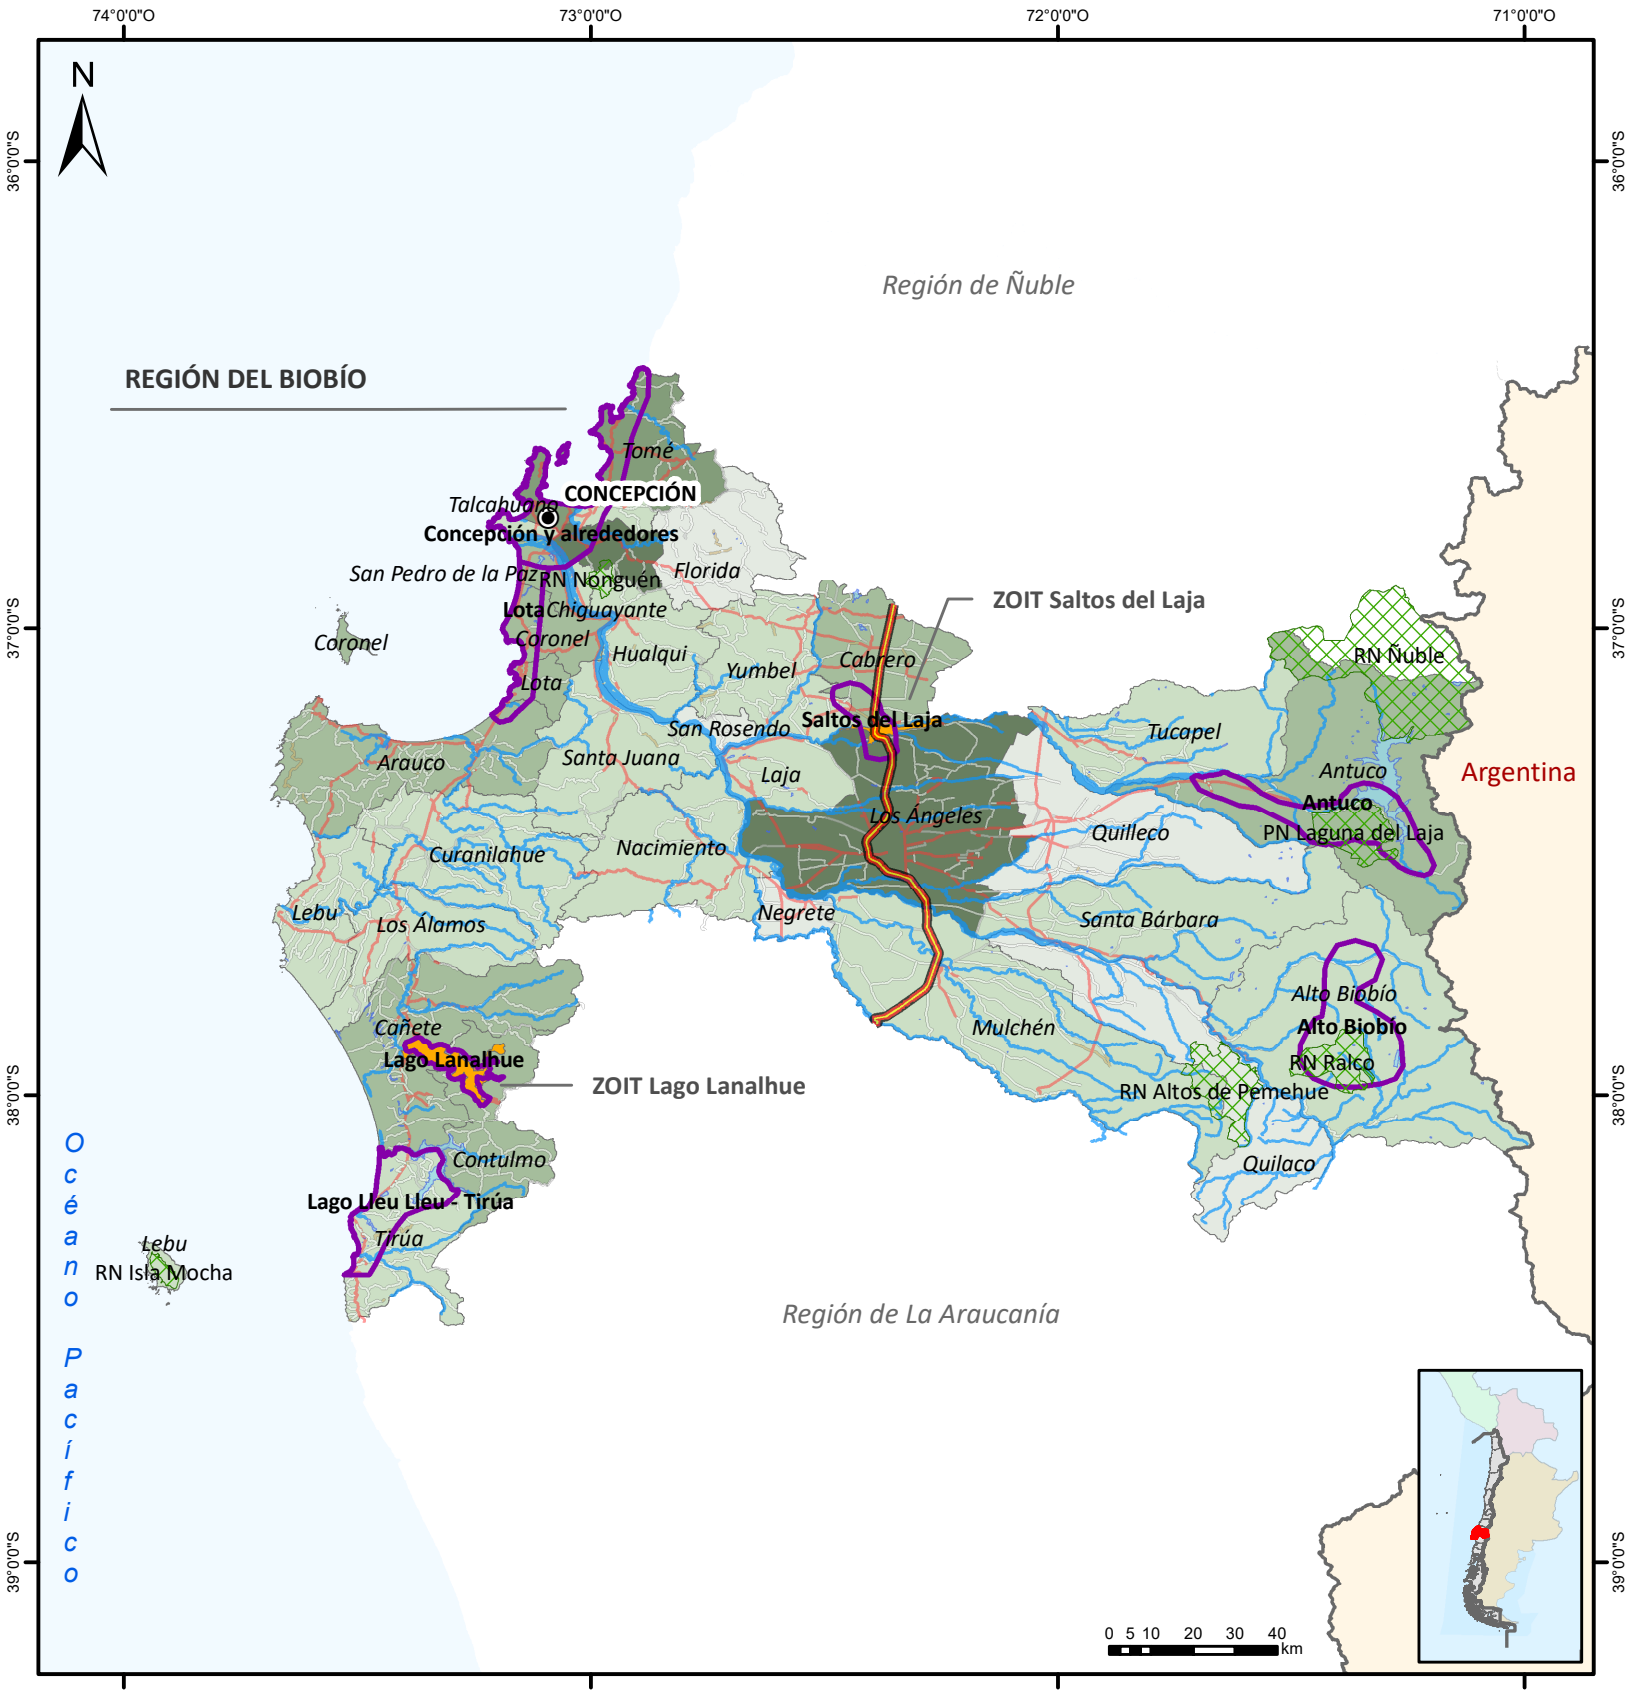 74°0'0"O
73°0'0"O
72°0'0"O
71°0'0"O
N
36°0'0"S
36°0'0"S
Región de Ñuble
REGIÓN DEL BIOBÍO
Tomé
CONCEPCIÓN
Talcahuano
Concepción y alrededores
San Pedro de la Paz
RN Nonguén
Florida
Lota
Chiguayante
ZOIT Saltos del Laja
37°0'0"S
37°0'0"S
Coronel
Coronel
Hualqui
Cabrero
RN Ñuble
Yumbel
Lota
Saltos del Laja
San Rosendo
Tucapel
Arauco
Santa Juana
Laja
Antuco
Argentina
Antuco
Los Ángeles
Quilleco
PN Laguna del Laja
Curanilahue
Nacimiento
Lebu
Los Álamos
Negrete
Santa Bárbara
Alto Biobío
Cañete
Mulchén
Alto Biobío
Lago Lanalhue
RN Ralco
ZOIT Lago Lanalhue
RN Altos de Pemehue
38°0'0"S
38°0'0"S
Contulmo
Quilaco
Lago Lleu Lleu - Tirúa
Tirúa
Lebu
RN Isla Mocha
Región de La Araucanía
Océano Pacífico
39°0'0"S
39°0'0"S
0 5 10 20 30 40
km